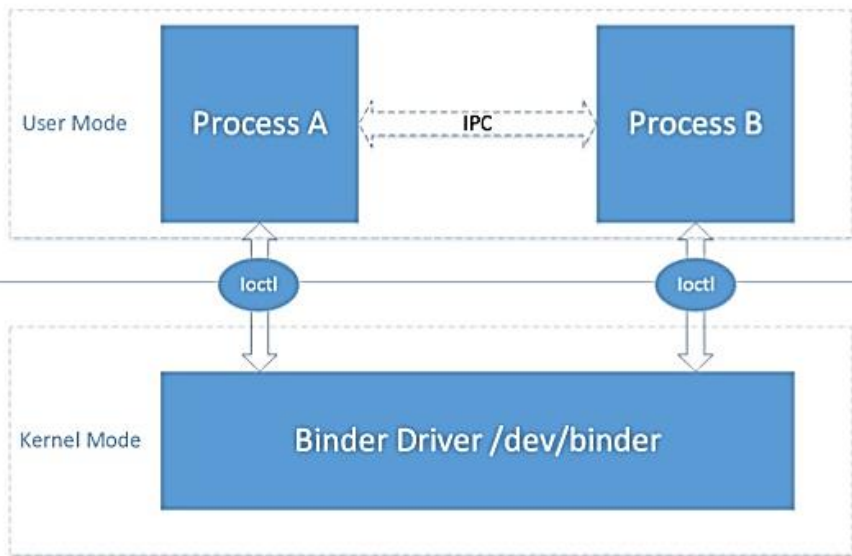 User Mode
Process A
IPC
Process B
Ioctl
Ioctl
Kernel Mode
Binder Driver /dev/binder